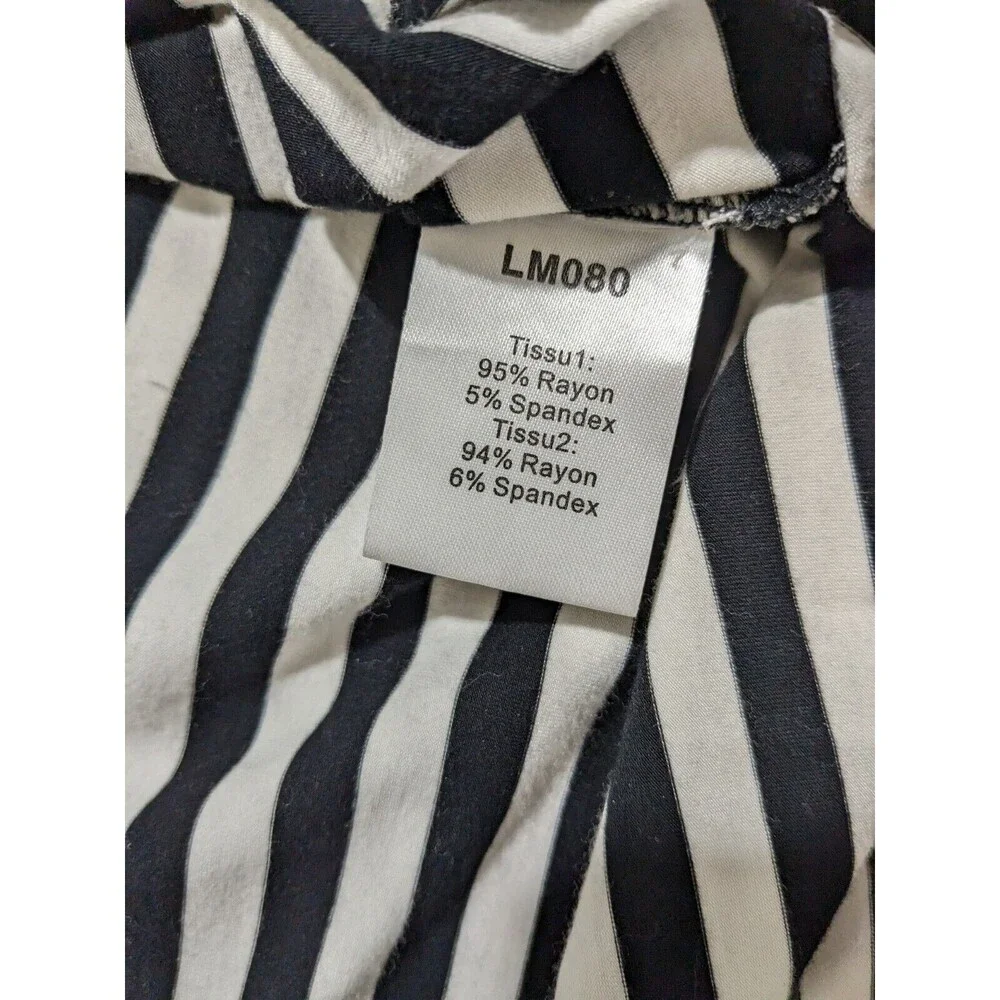 LM080
Tissu1:
95% Rayon
5% Spandex
Tissu2:
94% Rayon
6% Spandex